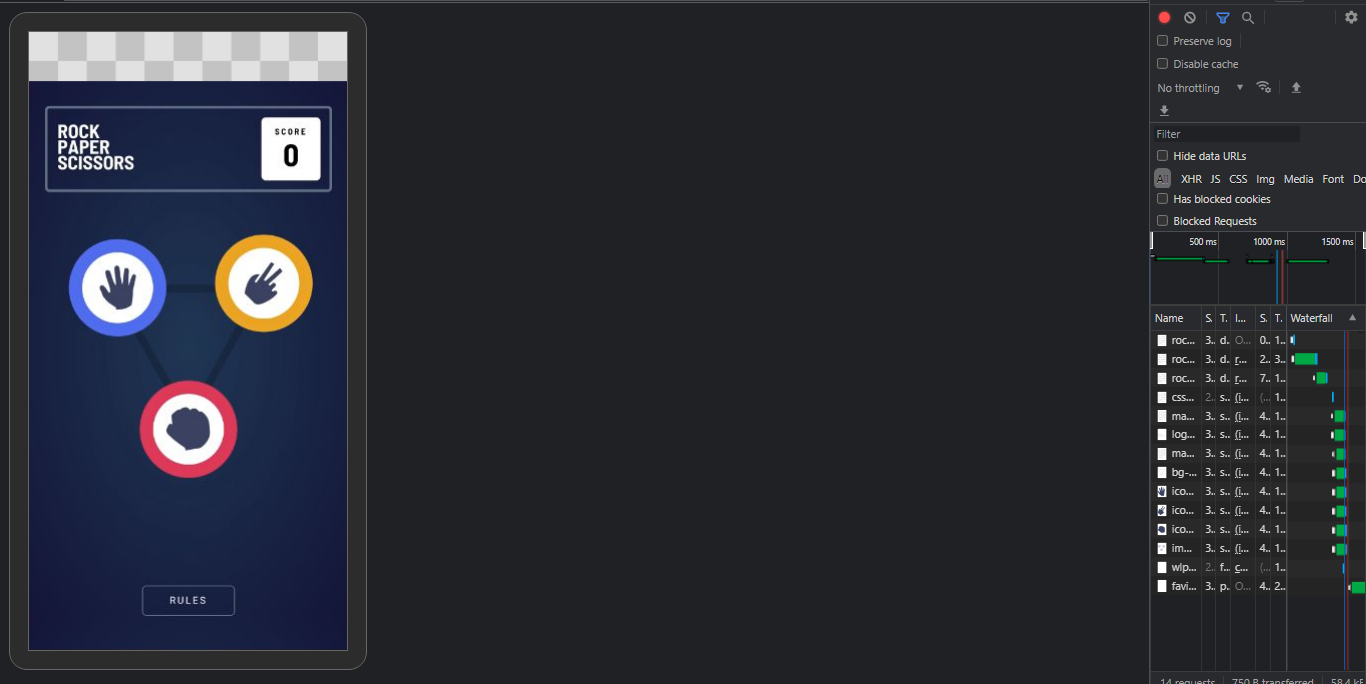 ROCK
PAPER
SCISSORS
SCORE
0
RULES
Preserve log
Disable cache
No throttling
Filter
Hide data URLs
All XHR JS CSS Img Media Font Do
Has blocked cookies
Blocked Requests
500 ms 1000 ms 1500 ms
Name S. T. I... S. T. Waterfall
roc... 3.. d.. O... 0.. 1..
roc... 3.. d.. r... 2.. 3..
roc... 3.. d.. r... 7.. 1..
css... 2.. s.. (i... (... 1..
ma... 3.. s.. (i... 4.. 1..
log... 3.. s.. (i... 4.. 1..
ma... 3.. s.. (i... 4.. 1..
bg-... 3.. s.. (i... 4.. 1..
ico... 3.. s.. (i... 4.. 1..
ico... 3.. s.. (i... 4.. 1..
ico... 3.. s.. (i... 4.. 1..
im... 3.. s.. (i... 4.. 1..
wlp... 2.. f... c... (... 1..
favi... 3.. p.. O... 4.. 2..
14 requests 750 B transferred 58.4 kB